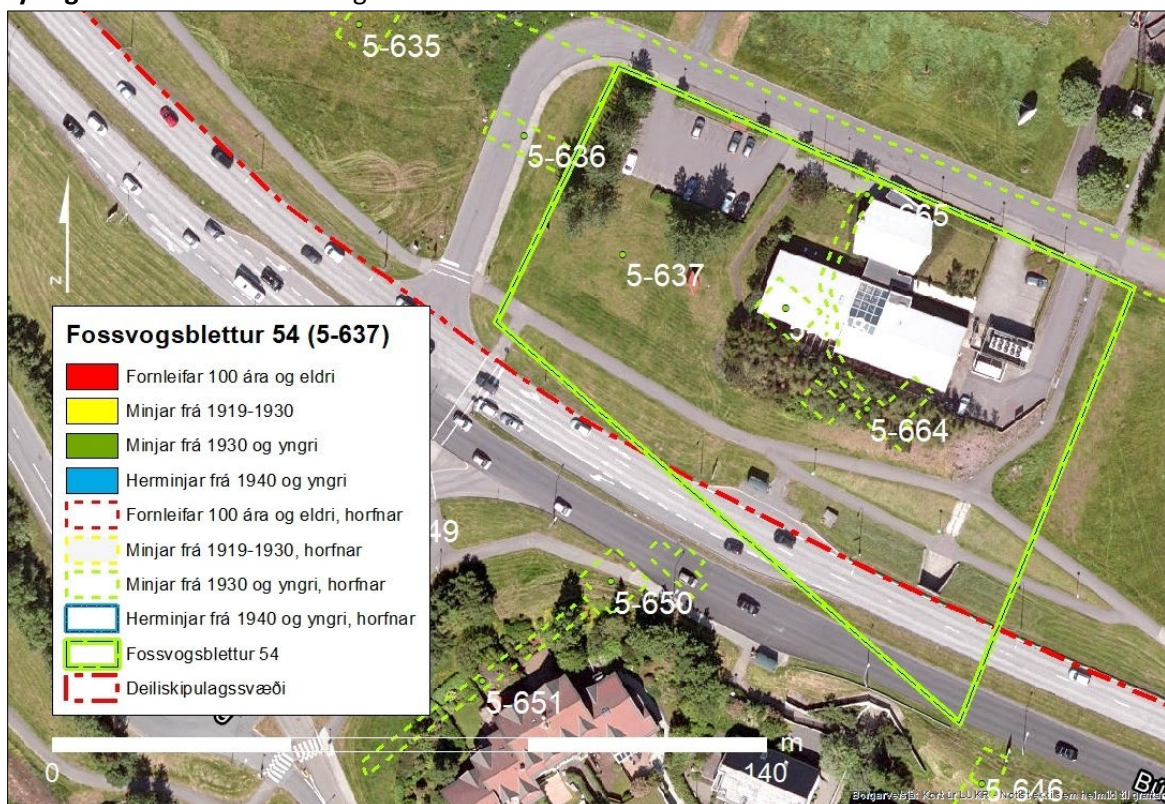 5-635
5-636
5-637
5-664
49
5-650
5-651
5-646
z
Fossvogsblettur 54 (5-637)
Fornleifar 100 ára og eldri
Minjar frá 1919-1930
Minjar frá 1930 og yngri
Herminjar frá 1940 og yngri
Fornleifar 100 ára og eldri, horfnar
Minjar frá 1919-1930, horfnar
Minjar frá 1930 og yngri, horfnar
Herminjar frá 1940 og yngri, horfnar
Fossvogsblettur 54
Deiliskipulagssvæði
m
0
140